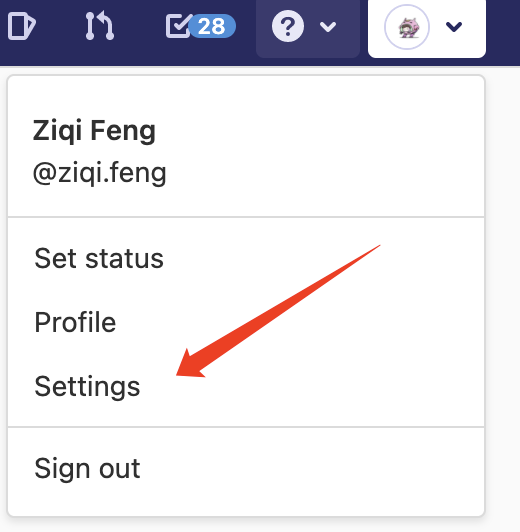 28
?
Ziqi Feng
@ziqi.feng
Set status
Profile
Settings
Sign out